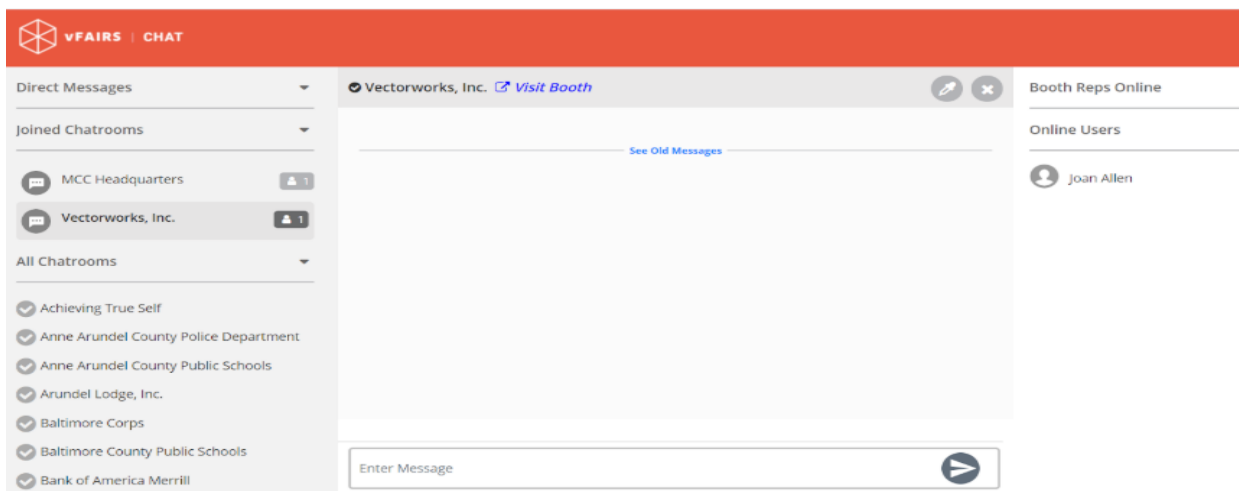 vFAIRS | CHAT
Direct Messages
Joined Chatrooms
MCC Headquarters 1
Vectorworks, Inc. 1
All Chatrooms
Achieving True Self
Anne Arundel County Police Department
Anne Arundel County Public Schools
Arundel Lodge, Inc.
Baltimore Corps
Baltimore County Public Schools
Bank of America Merrill
Vectorworks, Inc. Visit Booth
See Old Messages
Enter Message
Booth Reps Online
Online Users
Joan Allen